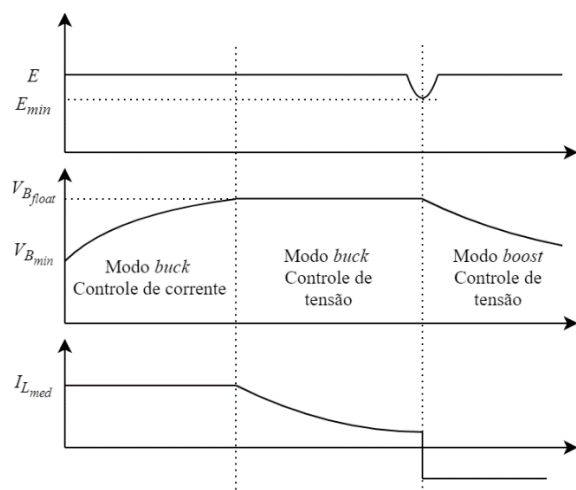 E
E_min
V_B_float
V_B_min
Modo buck
Controle de corrente
Modo buck
Controle de
tensão
Modo boost
Controle de
tensão
I_L_med